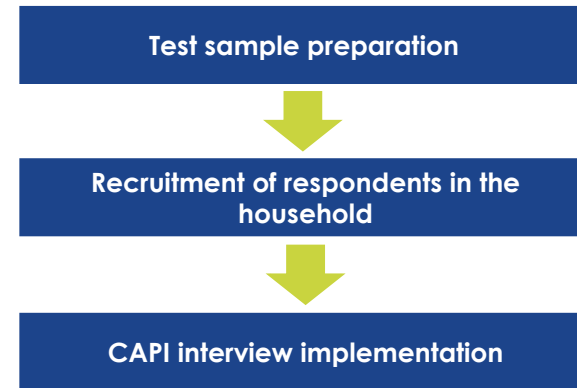 Test sample preparation
Recruitment of respondents in the
household
CAPI interview implementation